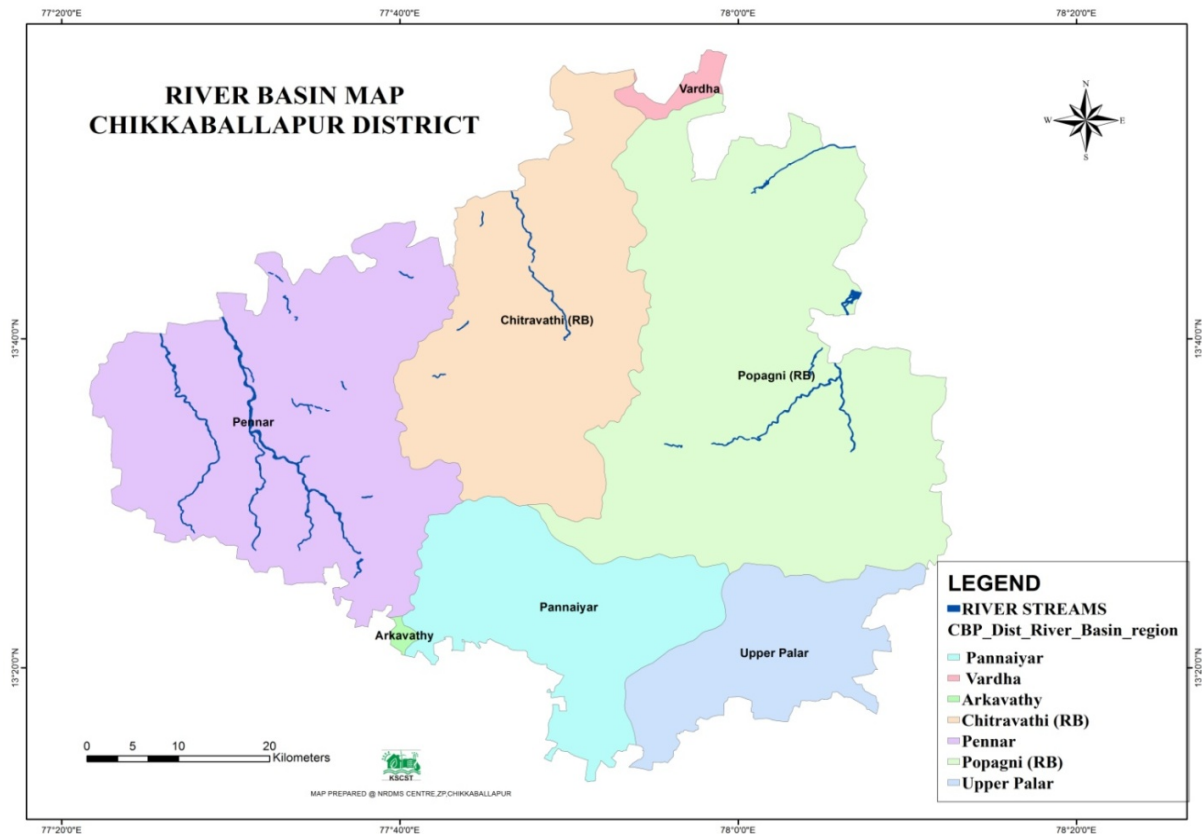 77°20'0"E
77°40'0"E
78°0'0"E
78°20'0"E
RIVER BASIN MAP
CHIKKABALLAPUR DISTRICT
N
W
E
S
Vardha
13°40'0"N
13°40'0"N
Chitravathi (RB)
Popagni (RB)
Pennar
Pannaiyar
Arkavathy
Upper Palar
13°20'0"N
13°20'0"N
LEGEND
RIVER STREAMS
CBP_Dist_River_Basin_region
Pannaiyar
Vardha
Arkavathy
Chitravathi (RB)
Pennar
Popagni (RB)
Upper Palar
0 5 10 20
Kilometers
KSCST
MAP PREPARED @ NRDMS CENTRE,ZP,CHIKKABALLAPUR
77°20'0"E
77°40'0"E
78°0'0"E
78°20'0"E